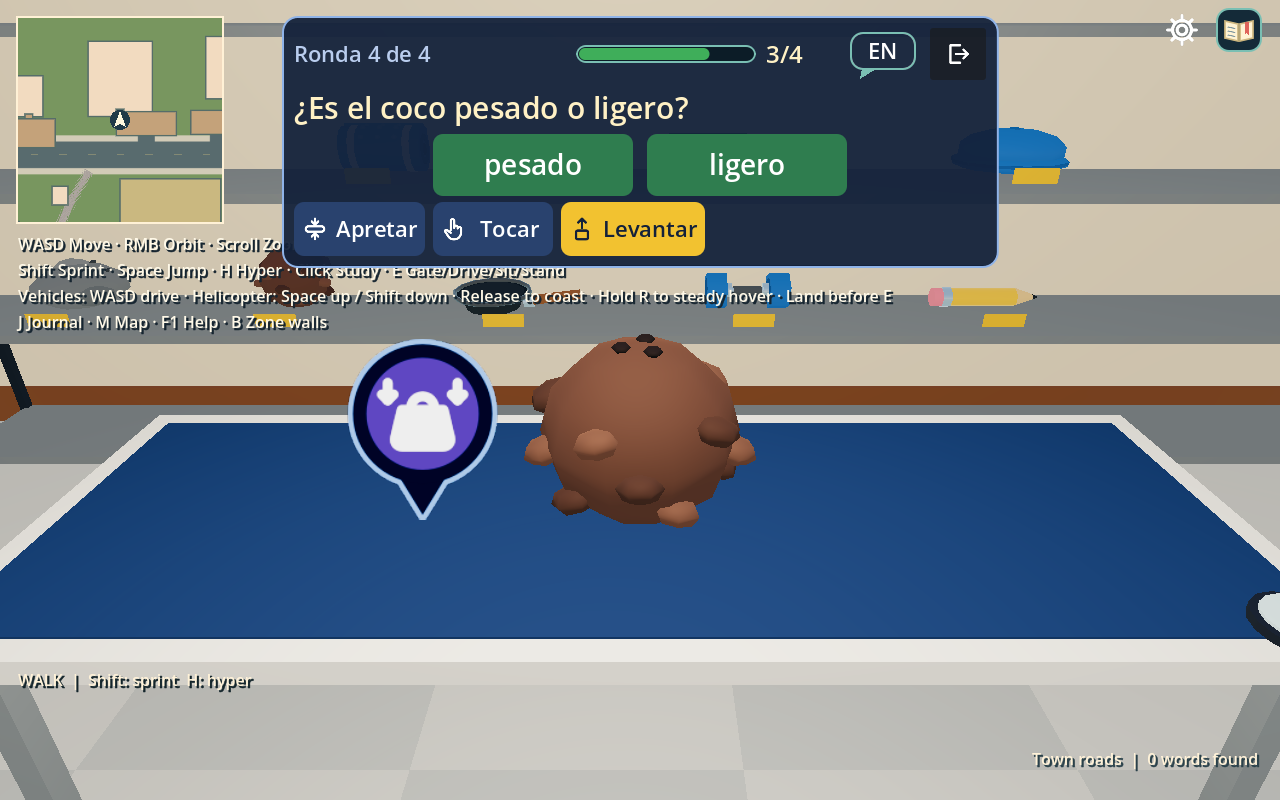 Ronda 4 de 4
3/4
EN
¿Es el coco pesado o ligero?
pesado
ligero
Apretar
Tocar
Levantar
WASD Move · RMB Orbit · Scroll
Shift Sprint · Space Jump · H Hyper · Click study · E Gate/Drive/sit/stand
Vehicles: WASD drive · Helicopter: Space up / Shift down · Release to coast · Hold R to steady hover · Land before E
J Journal · M Map · F1 Help · B Zone walls
WALK | Shift: sprint H: hyper
Town roads | 0 words found